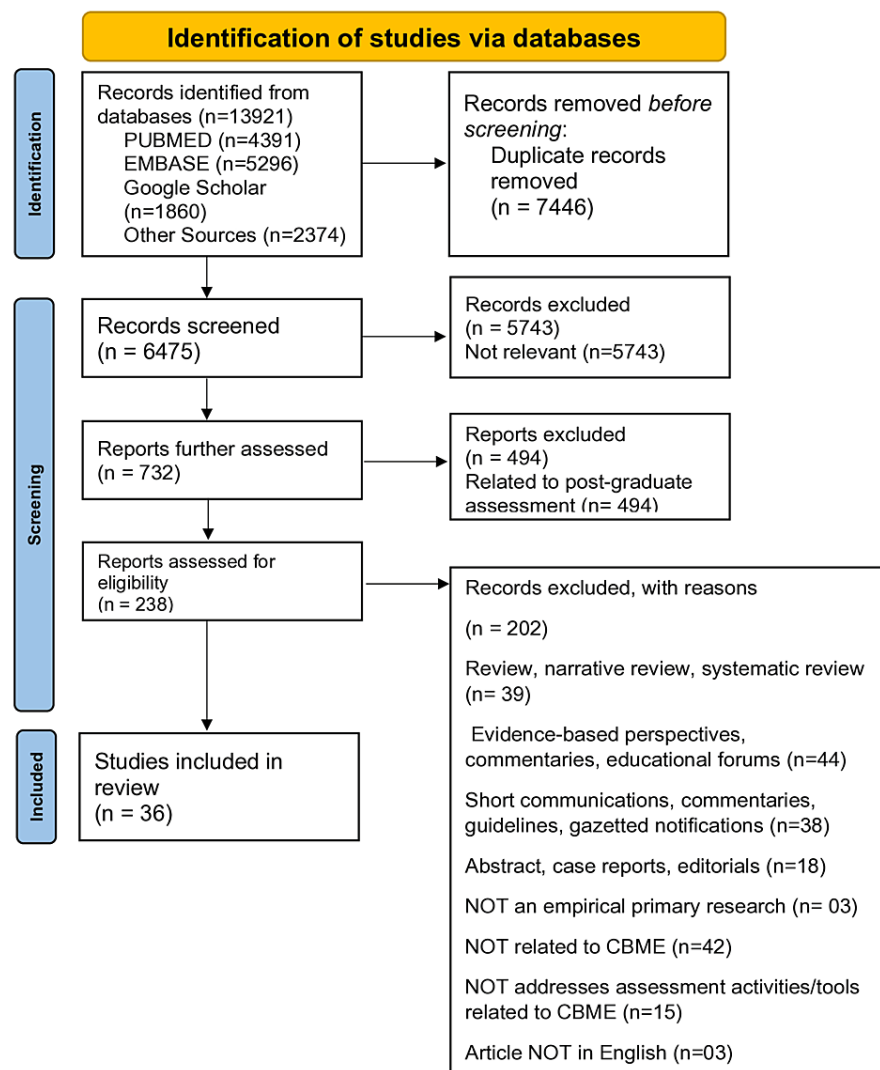 Identification of studies via databases
Identification
Records identified from
databases (n=13921)
PUBMED (n=4391)
EMBASE (n=5296)
Google Scholar
(n=1860)
Other Sources (n=2374)
Records removed before
screening:
Duplicate records
removed
(n = 7446)
Screening
Records screened
(n = 6475)
Records excluded
(n = 5743)
Not relevant (n=5743)
Reports further assessed
(n = 732)
Reports excluded
(n = 494)
Related to post-graduate
assessment (n= 494)
Reports assessed for
eligibility
(n = 238)
Records excluded, with reasons
(n = 202)
Review, narrative review, systematic review
(n= 39)
Evidence-based perspectives,
commentaries, educational forums (n=44)
Short communications, commentaries,
guidelines, gazetted notifications (n=38)
Abstract, case reports, editorials (n=18)
NOT an empirical primary research (n= 03)
NOT related to CBME (n=42)
NOT addresses assessment activities/tools
related to CBME (n=15)
Article NOT in English (n=03)
Included
Studies included in
review
(n = 36)